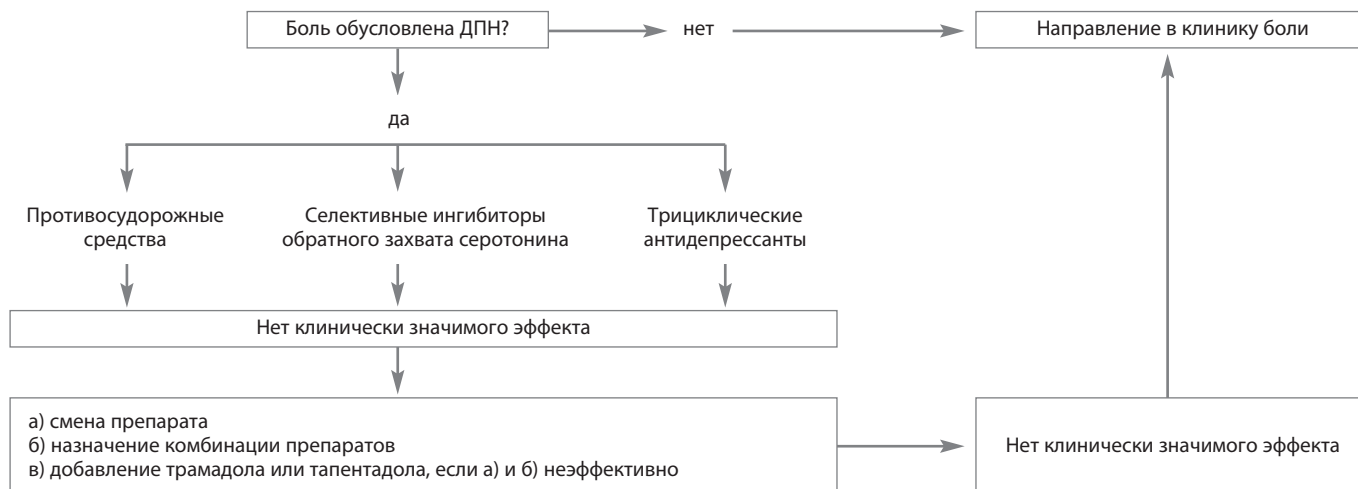 Боль обусловлена ДПН?
нет
Направление в клинику боли
да
Противосудорожные
средства
Селективные ингибиторы
обратного захвата серотонина
Трициклические
антидепрессанты
Нет клинически значимого эффекта
а) смена препарата
б) назначение комбинации препаратов
в) добавление трамадола или тапентадола, если а) и б) неэффективно
Нет клинически значимого эффекта